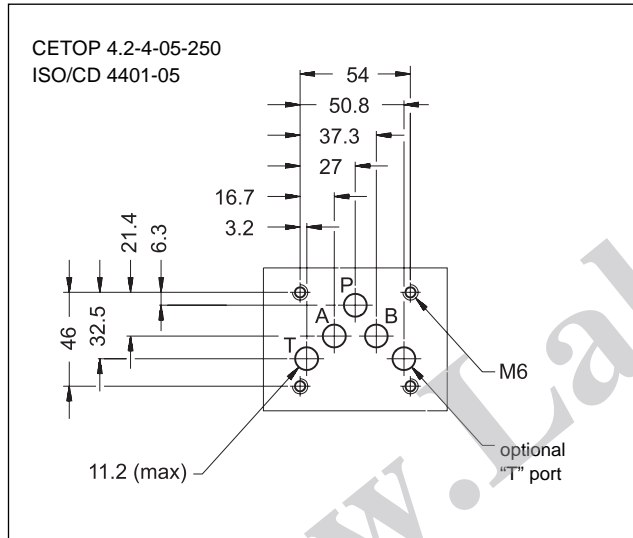 CETOP 4.2-4-05-250
ISO/CD 4401-05
54
50.8
37.3
27
16.7
3.2
21.4
6.3
46
32.5
P
A
B
T
M6
11.2 (max)
optional
“T” port
w.La